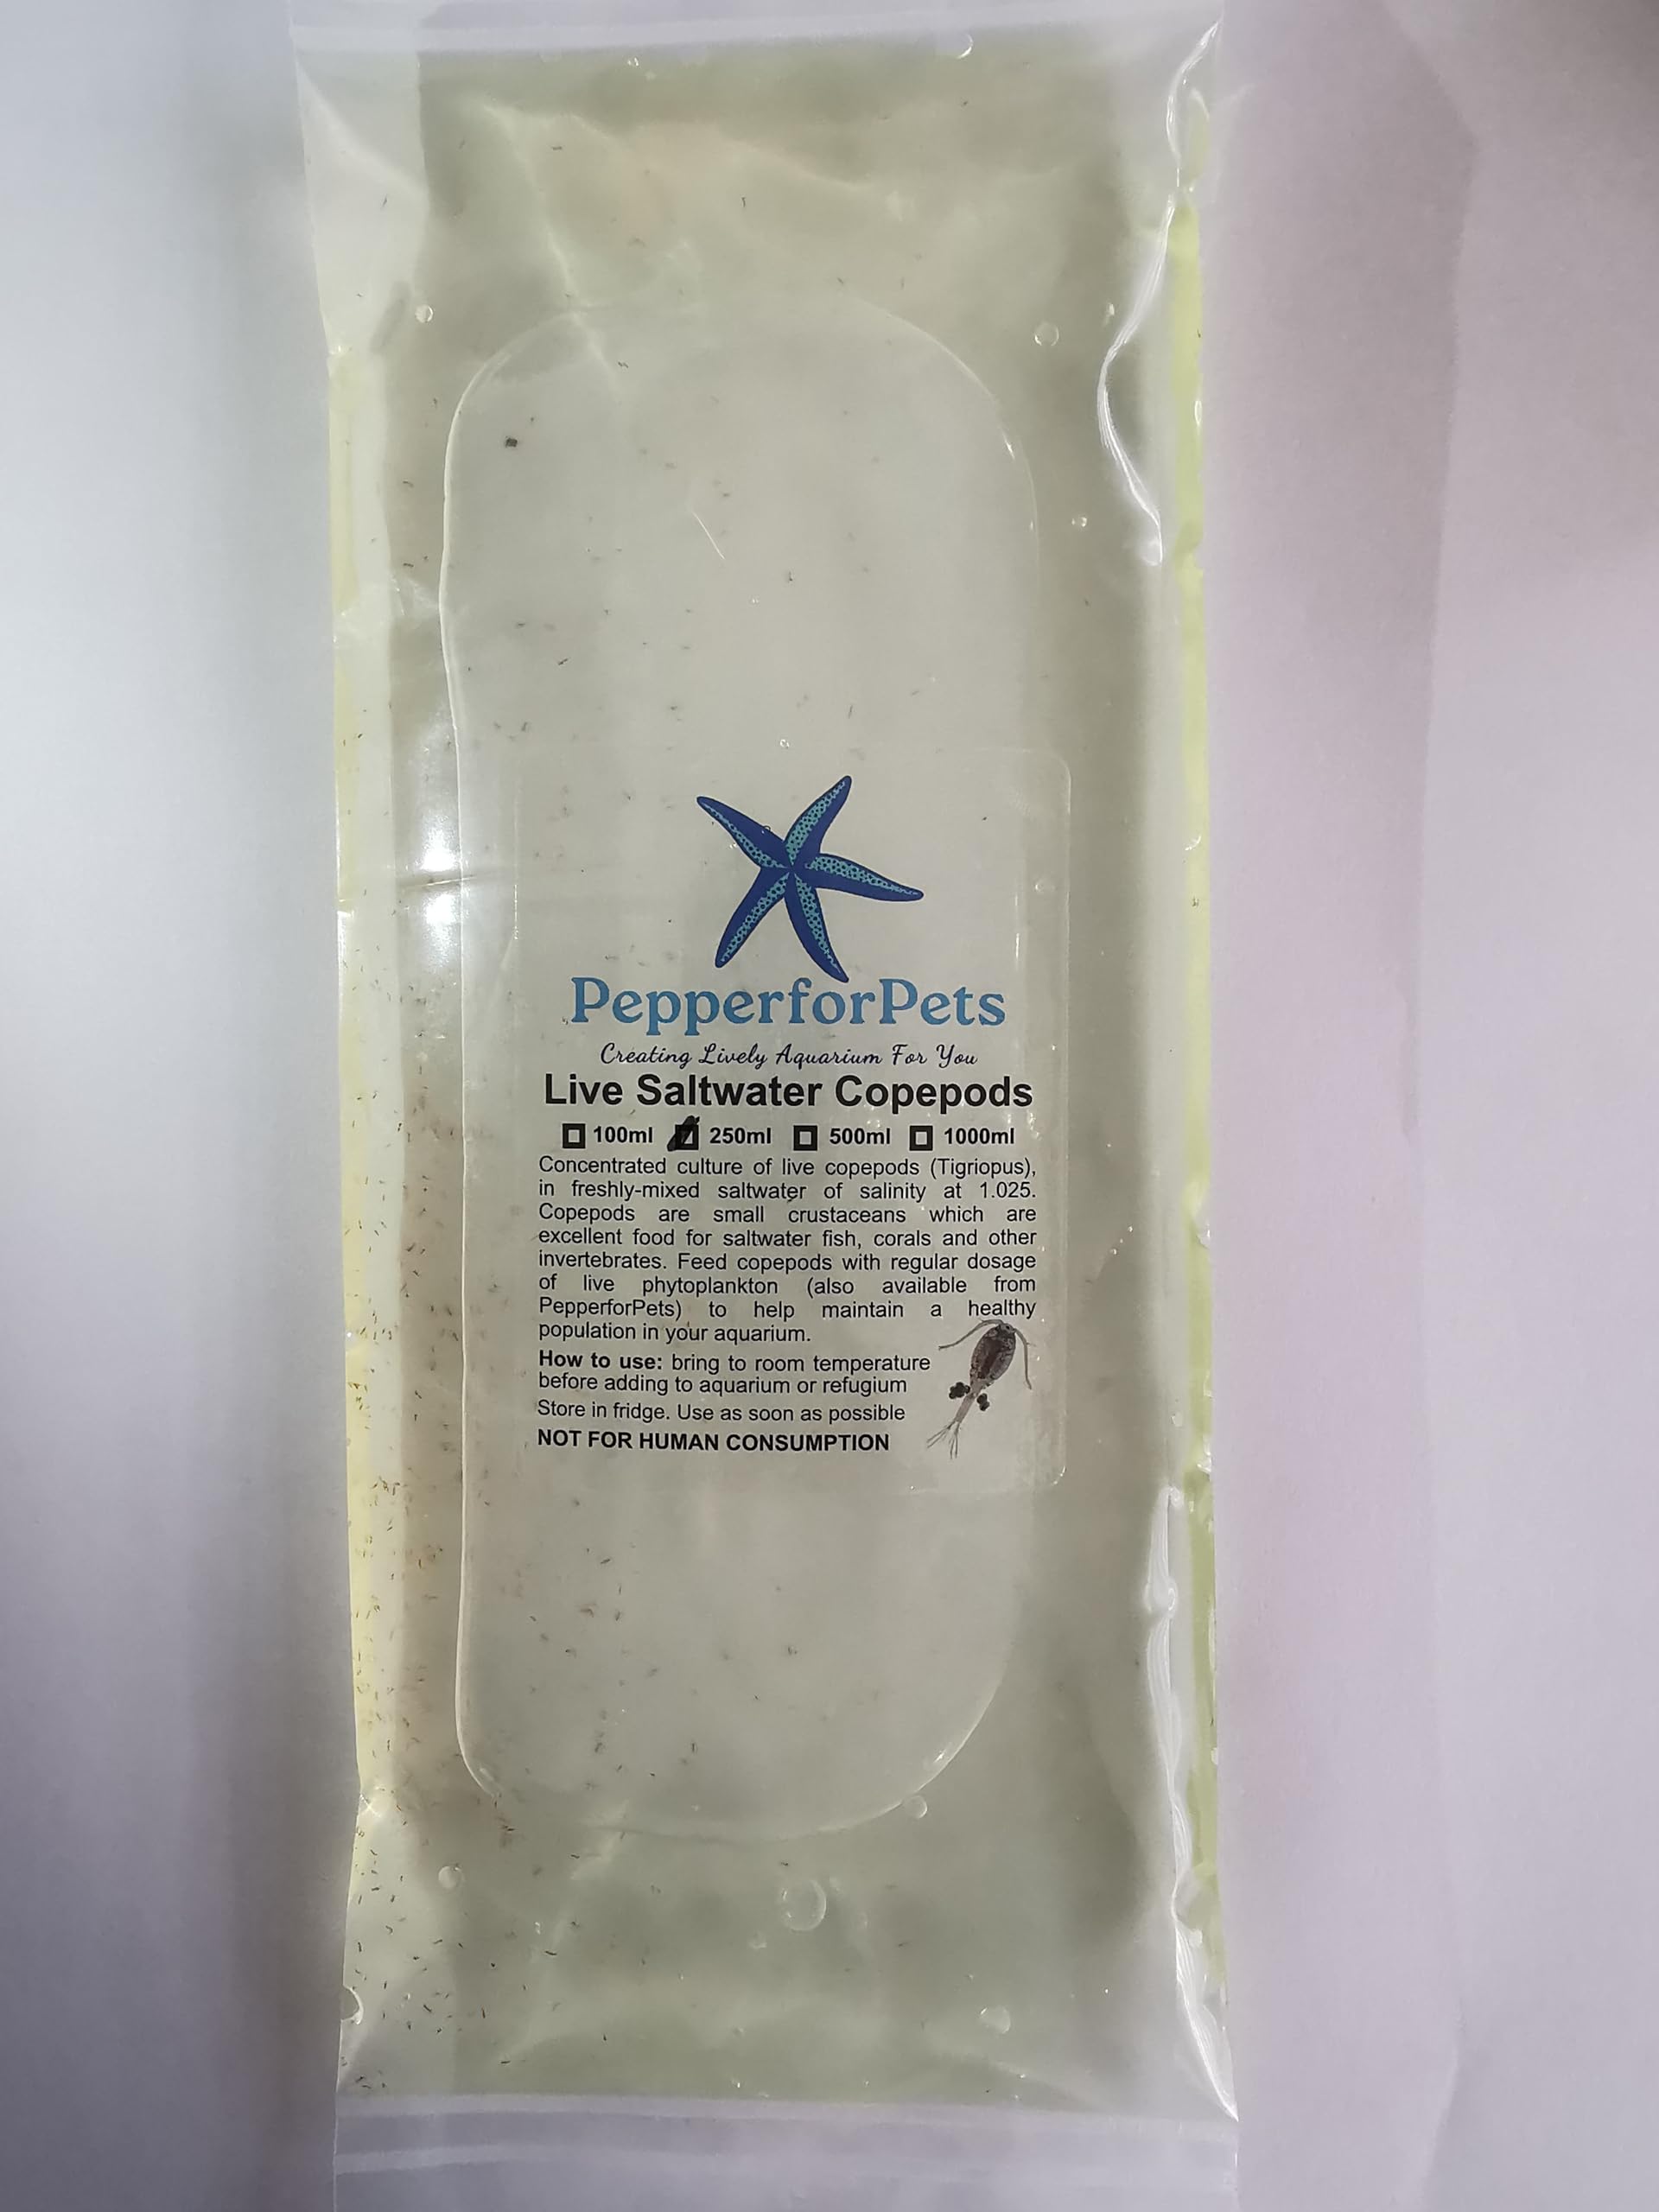 PepperforPets
Creating Lively Aquarium For You
Live Saltwater Copepods
100ml 250ml 500ml 1000ml
Concentrated culture of live copepods (Tigriopus),
in freshly-mixed saltwater of salinity at 1.025.
Copepods are small crustaceans which are
excellent food for saltwater fish, corals and other
invertebrates. Feed copepods with regular dosage
of live phytoplankton (also available from
PepperforPets) to help maintain a healthy
population in your aquarium.
How to use: bring to room temperature
before adding to aquarium or refugium
Store in fridge. Use as soon as possible
NOT FOR HUMAN CONSUMPTION